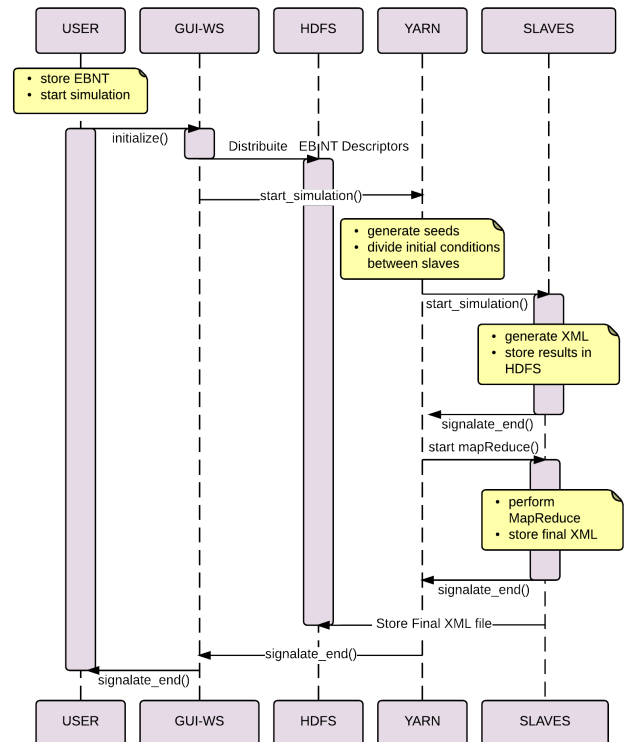 USER GUI-WS HDFS YARN SLAVES
• store EBNT
• start simulation
initialize()
Distribuite EBNT Descriptors
start_simulation()
• generate seeds
• divide initial conditions
between slaves
start_simulation()
• generate XML
• store results in
HDFS
signalate_end()
start mapReduce()
• perform
MapReduce
• store final XML
signalate_end()
Store Final XML file
signalate_end()
signalate_end()
USER GUI-WS HDFS YARN SLAVES